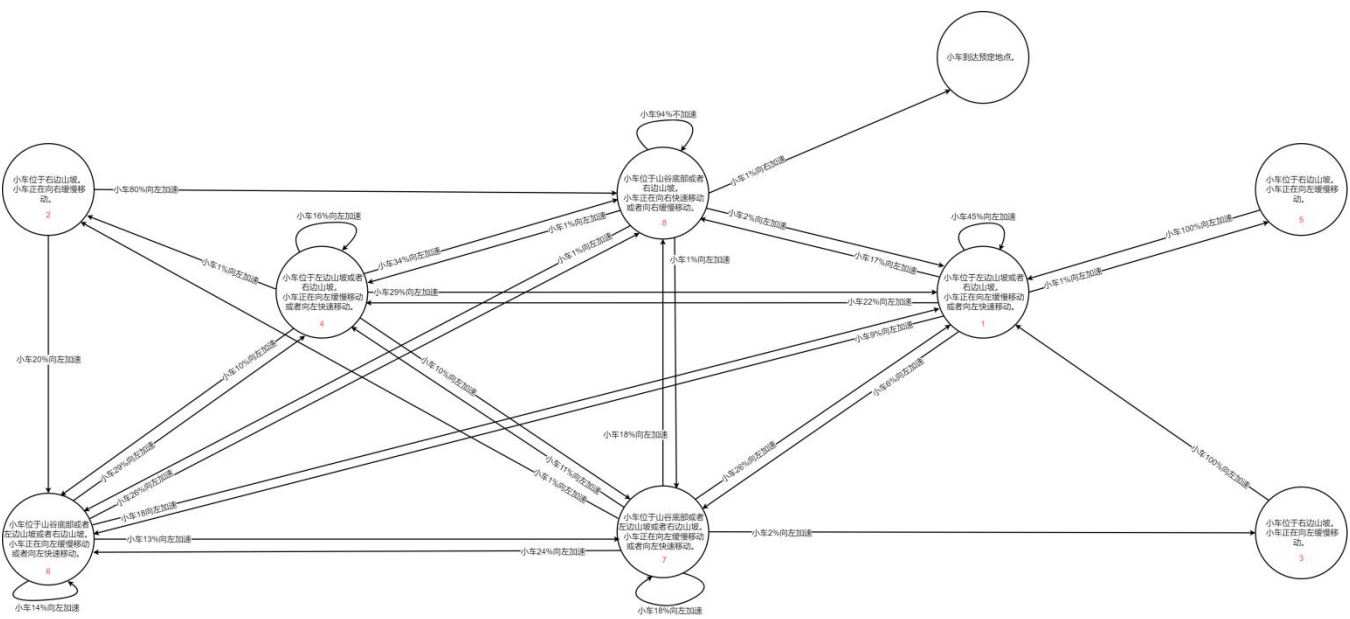 小车到达预定地点。
小车94%不加速
小车1%向右加速
小车位于右边山坡。
小车正在向右缓慢移
动。
2
小车80%向左加速
小车位于山谷底部或者
右边山坡。
小车正在向右快速移动
或者向右缓慢移动。
8
小车位于右边山坡。
小车正在向左缓慢移
动。
5
小车16%向左加速
小车1%向左加速
小车1%向左加速
小车2%向左加速
小车45%向左加速
小车100%向左加速
小车1%向左加速
小车34%向左加速
小车1%向左加速
小车17%向左加速
小车1%向左加速
小车位于左边山坡或者
右边山坡。
小车正在向左缓慢移动
或者向左快速移动。
4
小车29%向左加速
小车22%向左加速
小车位于左边山坡或者
右边山坡。
小车正在向左缓慢移动
或者向左快速移动。
1
小车20%向左加速
小车10%向左加速
小车10%向左加速
小车9%向左加速
小车6%向左加速
小车29%向左加速
小车26%向左加速
小车18向左加速
小车11%向左加速
小车1%向左加速
小车18%向左加速
小车26%向左加速
小车100%向左加速
小车位于山谷底部或者
左边山坡或者右边山坡。
小车正在向左缓慢移动
或者向左快速移动。
6
小车13%向左加速
小车24%向左加速
小车位于山谷底部或者
左边山坡或者右边山坡。
小车正在向左缓慢移动
或者向左快速移动。
7
小车2%向左加速
小车位于右边山坡。
小车正在向左缓慢移
动。
3
小车14%向左加速
小车18%向左加速